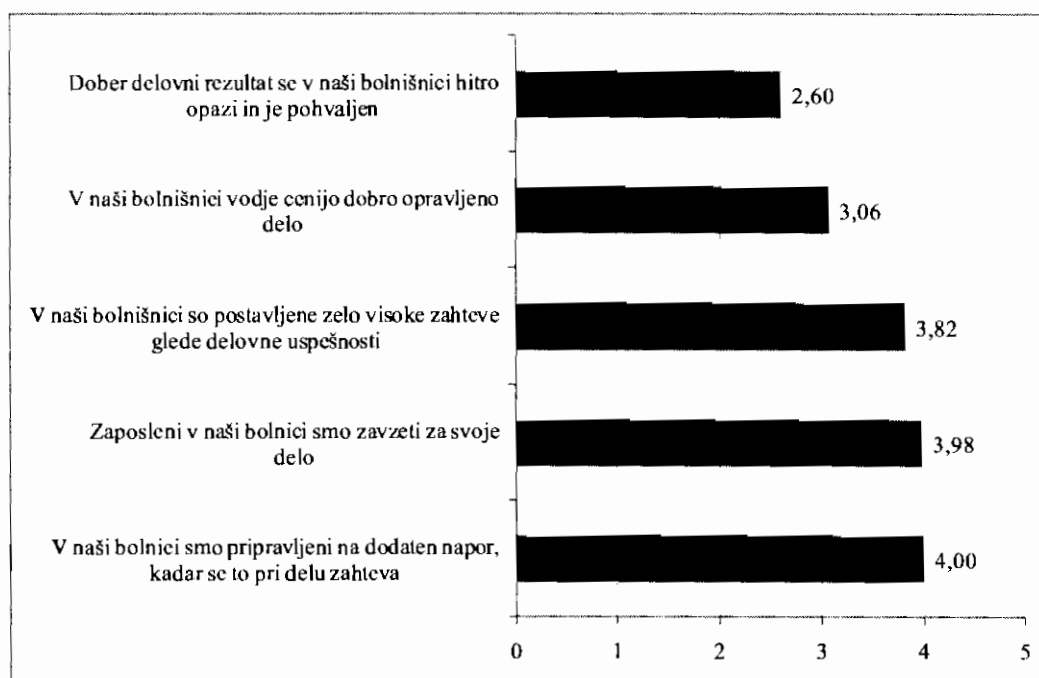 Dober delovni rezultat se v naši bolnišnici hitro
opazi in je pohvaljen
2,60
V naši bolnišnici vodje cenijo dobro opravljeno
delo
3,06
V naši bolnišnici so postavljene zelo visoke zahteve
glede delovne uspešnosti
3,82
Zaposleni v naši bolnici smo zavzeti za svoje
delo
3,98
V naši bolnici smo pripravljeni na dodaten napor,
kadar se to pri delu zahteva
4,00
0 1 2 3 4 5